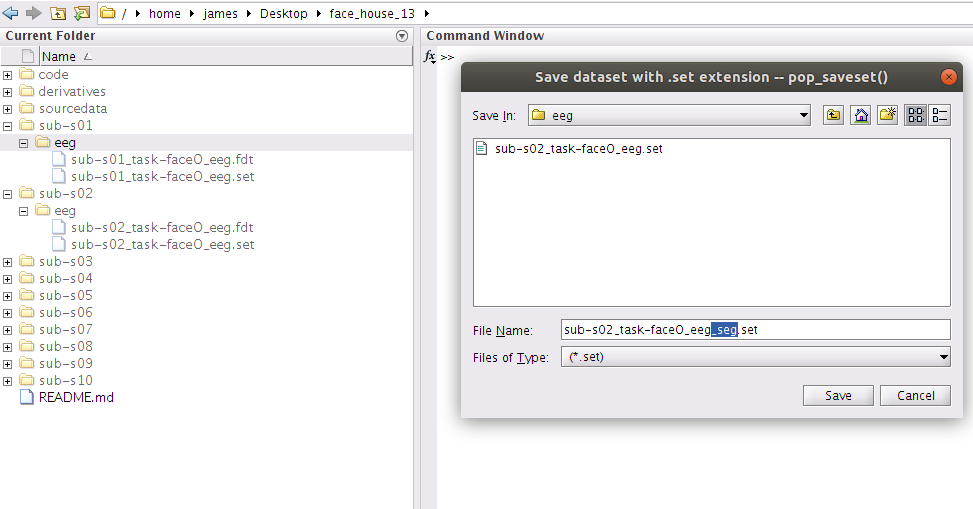 / home james Desktop face_house_13
Current Folder
Name
code
derivatives
sourcedata
sub-s01
eeg
sub-s01_task-faceO_eeg.fdt
sub-s01_task-faceO_eeg.set
sub-s02
eeg
sub-s02_task-faceO_eeg.fdt
sub-s02_task-faceO_eeg.set
sub-s03
sub-s04
sub-s05
sub-s06
sub-s07
sub-s08
sub-s09
sub-s10
README.md
Command Window
fx >>
Save dataset with .set extension -- pop_saveset()
Save In: eeg
sub-s02_task-faceO_eeg.set
File Name: sub-s02_task-faceO_eeg_seg.set
Files of Type: (*.set)
Save Cancel